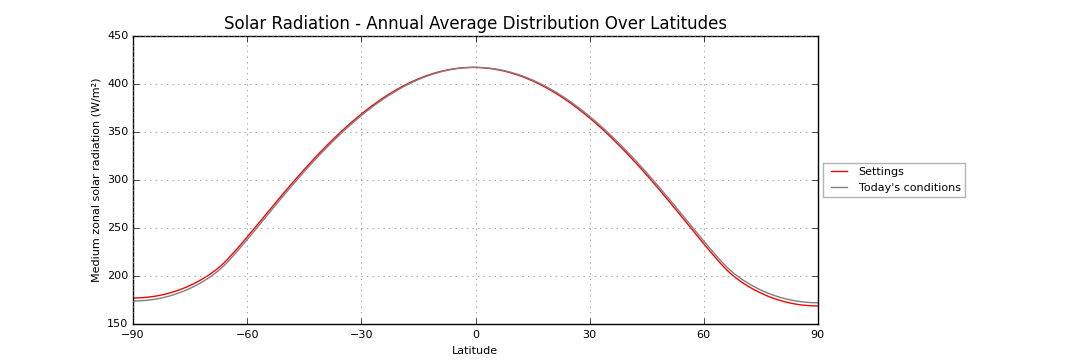 Solar Radiation - Annual Average Distribution Over Latitudes
Medium zonal solar radiation (W/m²)
450
400
350
300
250
200
150
−90
−60
−30
0
30
60
90
Latitude
Settings
Today's conditions